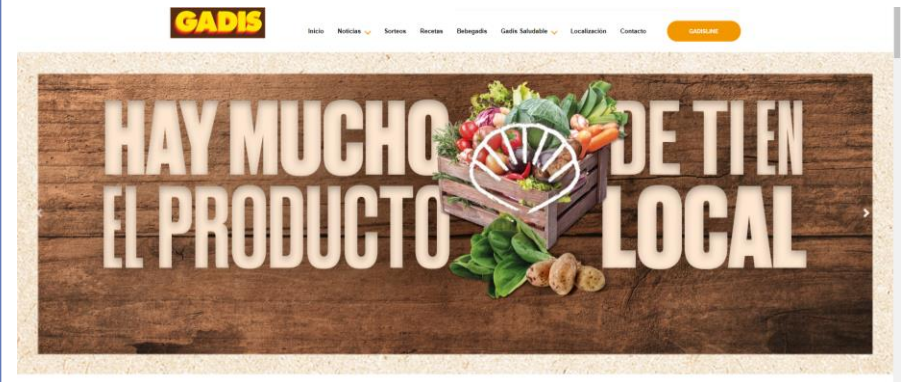 GADIS
Inicio Noticias Sorteos Recetas Bebegadis Gadis Saludable Localización Contacto GADISLINE
HAY MUCHO DE TI EN
EL PRODUCTO LOCAL